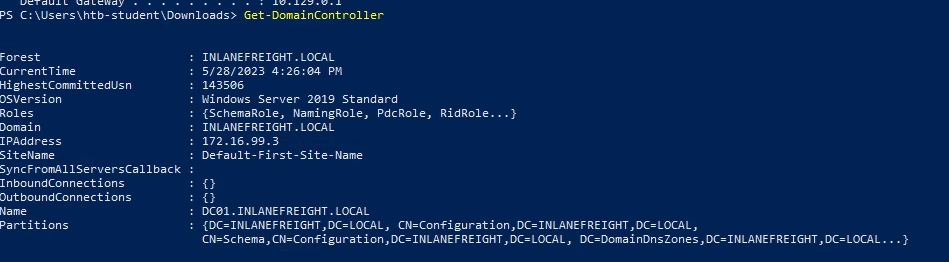 Default Gateway . . . . . . . . . : 10.129.0.1
PS C:\Users\htb-student\Downloads> Get-DomainController
Forest : INLANEFREIGHT.LOCAL
CurrentTime : 5/28/2023 4:26:04 PM
HighestCommittedUsn : 143506
OSVersion : Windows Server 2019 Standard
Roles : {SchemaRole, NamingRole, PdcRole, RidRole...}
Domain : INLANEFREIGHT.LOCAL
IPAddress : 172.16.99.3
SiteName : Default-First-Site-Name
SyncFromAllServersCallback :
InboundConnections : {}
OutboundConnections : {}
Name : DC01.INLANEFREIGHT.LOCAL
Partitions : {DC=INLANEFREIGHT,DC=LOCAL, CN=Configuration,DC=INLANEFREIGHT,DC=LOCAL,
CN=Schema,CN=Configuration,DC=INLANEFREIGHT,DC=LOCAL, DC=DomainDnsZones,DC=INLANEFREIGHT,DC=LOCAL...}